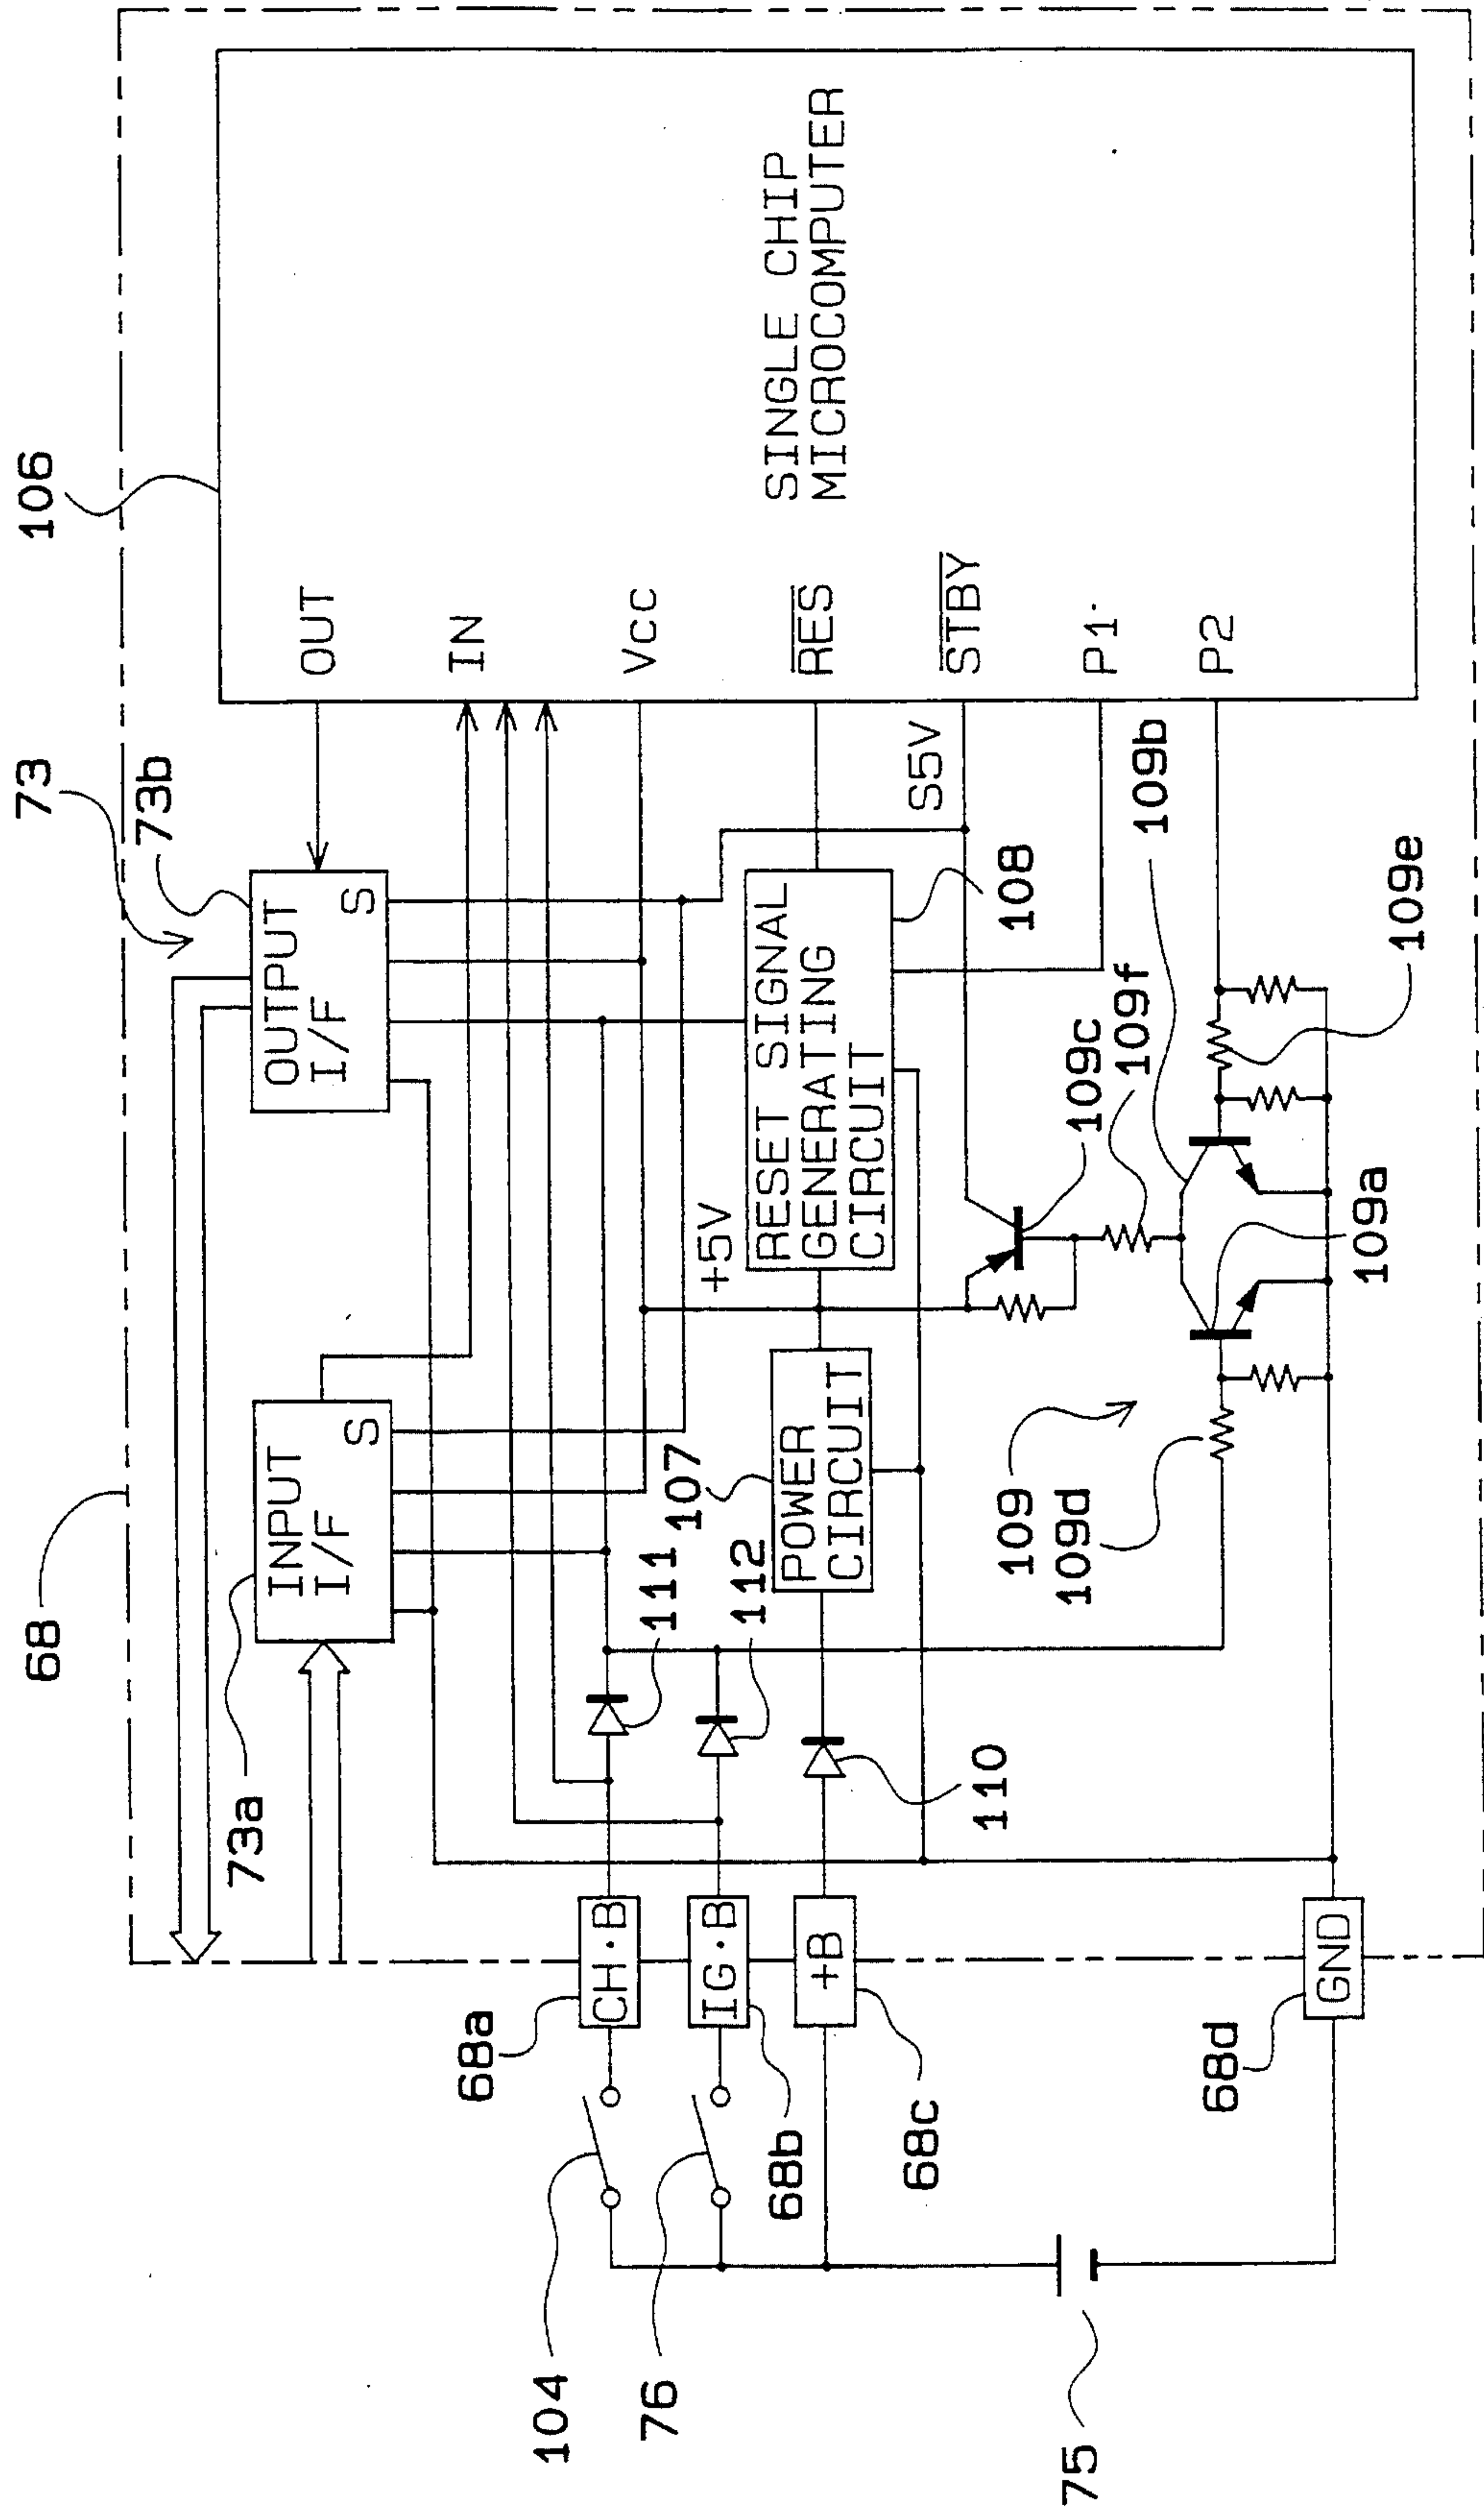 68
73
106
73a
INPUT
I/F
S
73b
OUTPUT
I/F
S
OUT
IN
Vcc
RES
STBY
P1
P2
SINGLE CHIP
MICROCOMPUTER
104
76
75
68a
CH·B
68b
IG·B
68c
+B
68d
GND
111
112
110
107
POWER
CIRCUIT
+5V
RESET SIGNAL
GENERATING
CIRCUIT
108
S5V
109
109d
109c
109f
109b
109a
109e